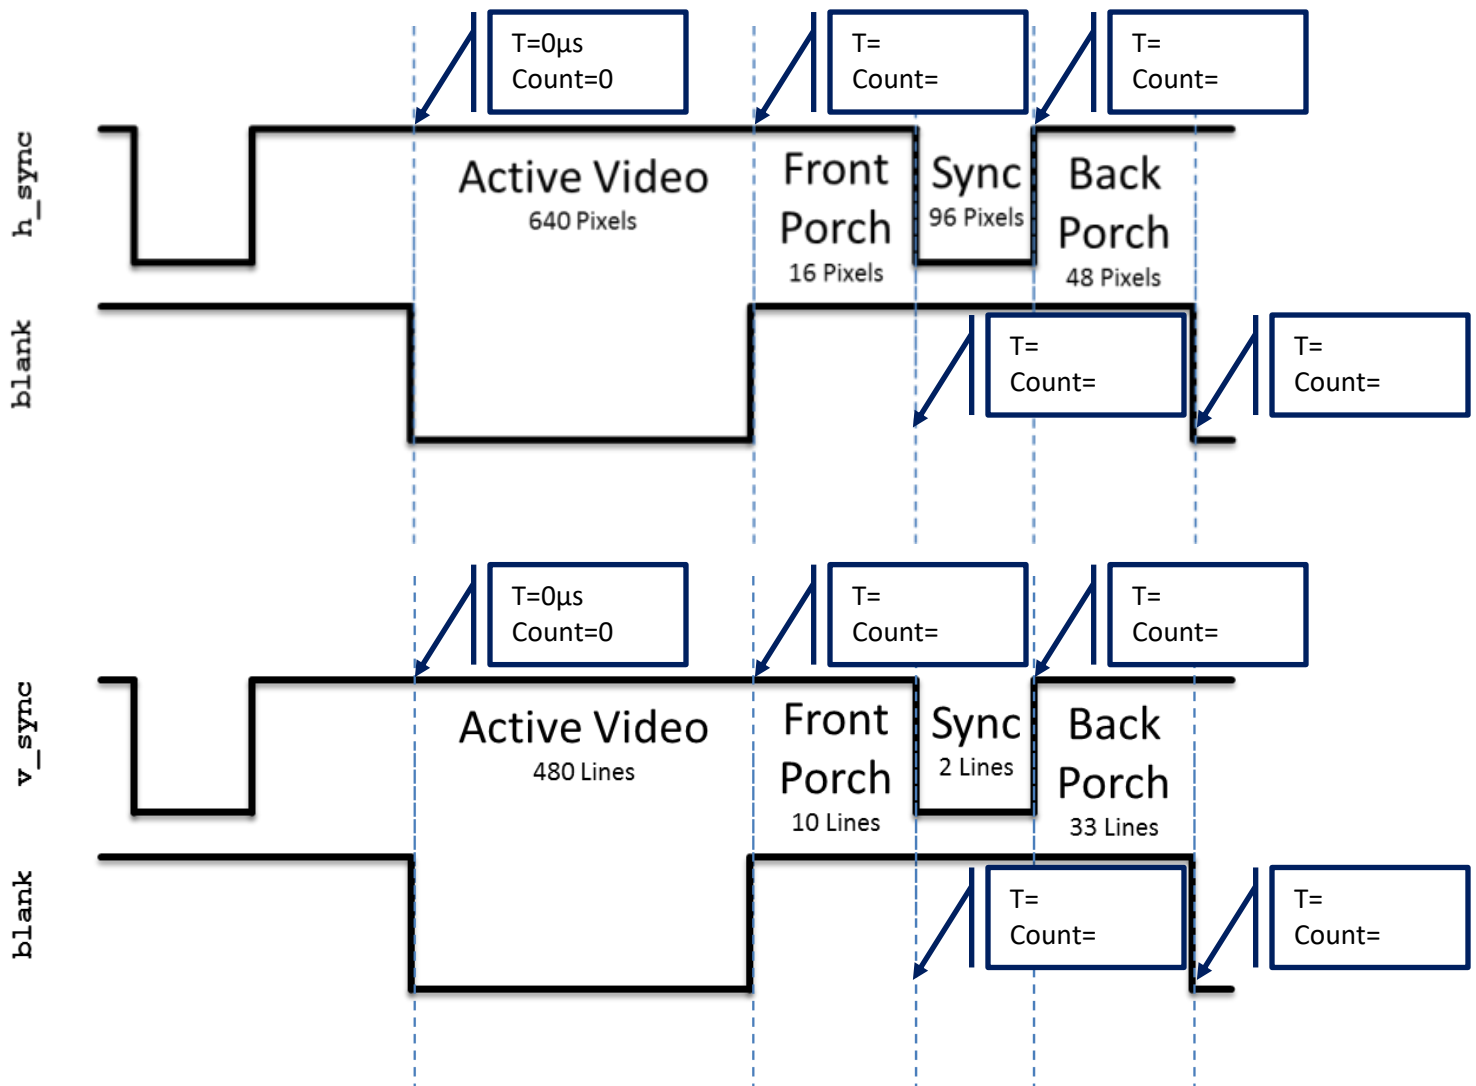 T=0µs
Count=0
T=
Count=
T=
Count=
h_sync
Active Video
640 Pixels
Front
Porch
16 Pixels
Sync
96 Pixels
Back
Porch
48 Pixels
blank
T=
Count=
T=
Count=
T=0µs
Count=0
T=
Count=
T=
Count=
v_sync
Active Video
480 Lines
Front
Porch
10 Lines
Sync
2 Lines
Back
Porch
33 Lines
blank
T=
Count=
T=
Count=